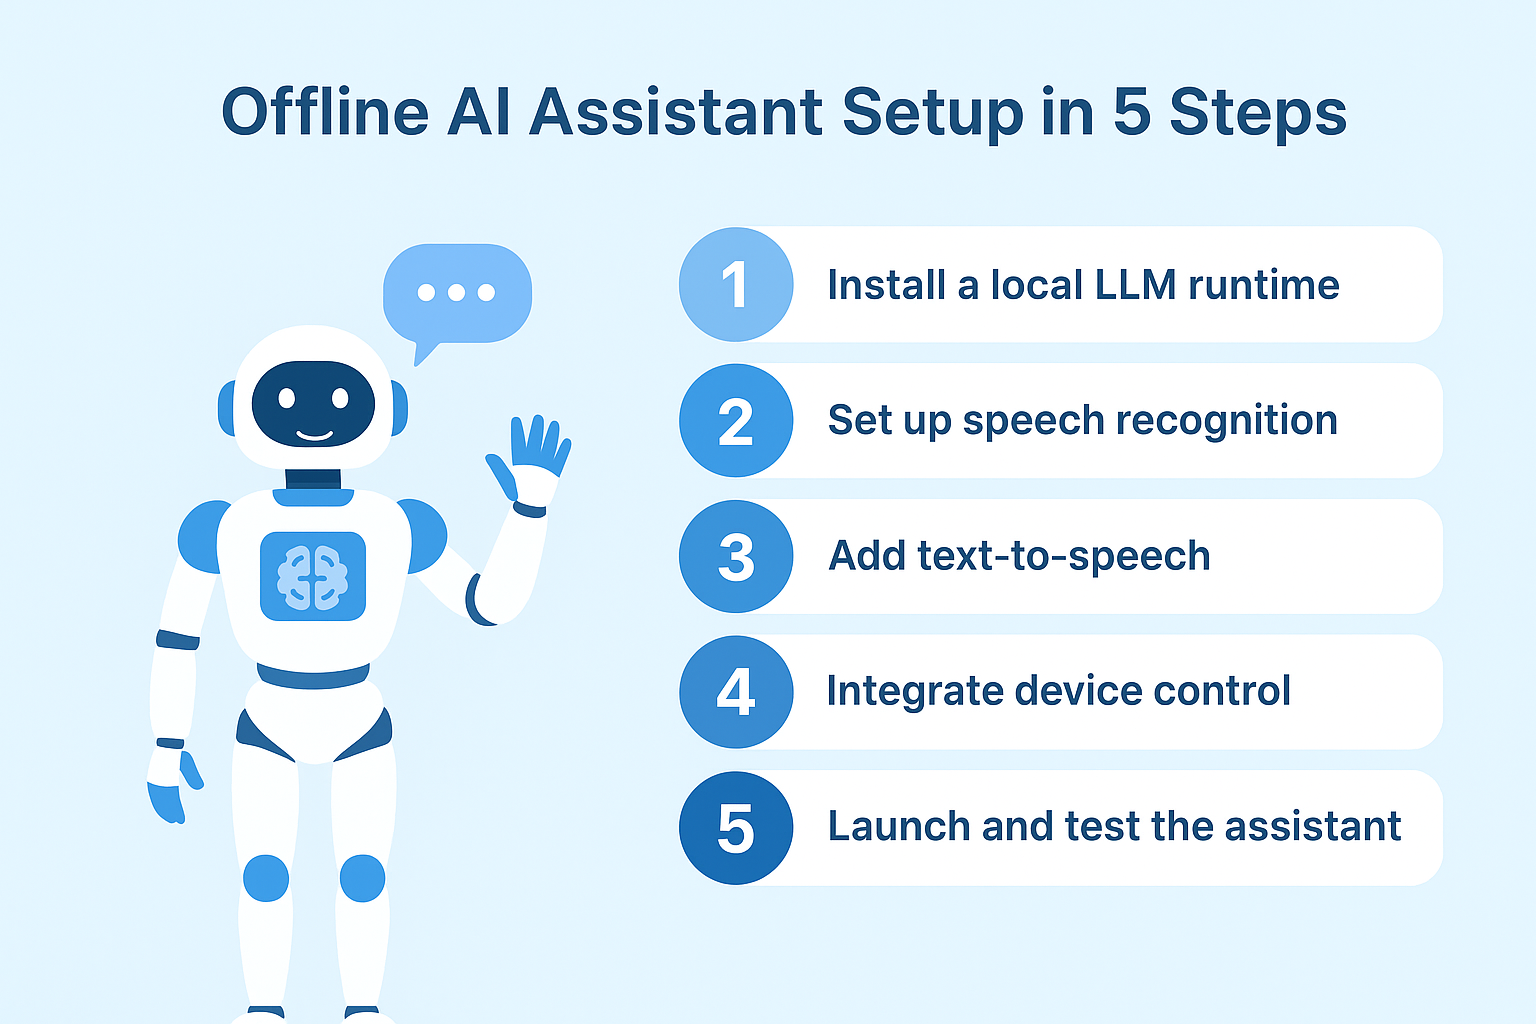 Offline AI Assistant Setup in 5 Steps
1 Install a local LLM runtime
2 Set up speech recognition
3 Add text-to-speech
4 Integrate device control
5 Launch and test the assistant